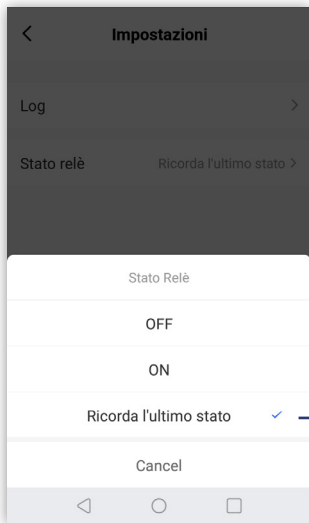 Impostazioni
Log
Stato relè Ricorda l'ultimo stato
Stato Relè
OFF
ON
Ricorda l'ultimo stato
Cancel